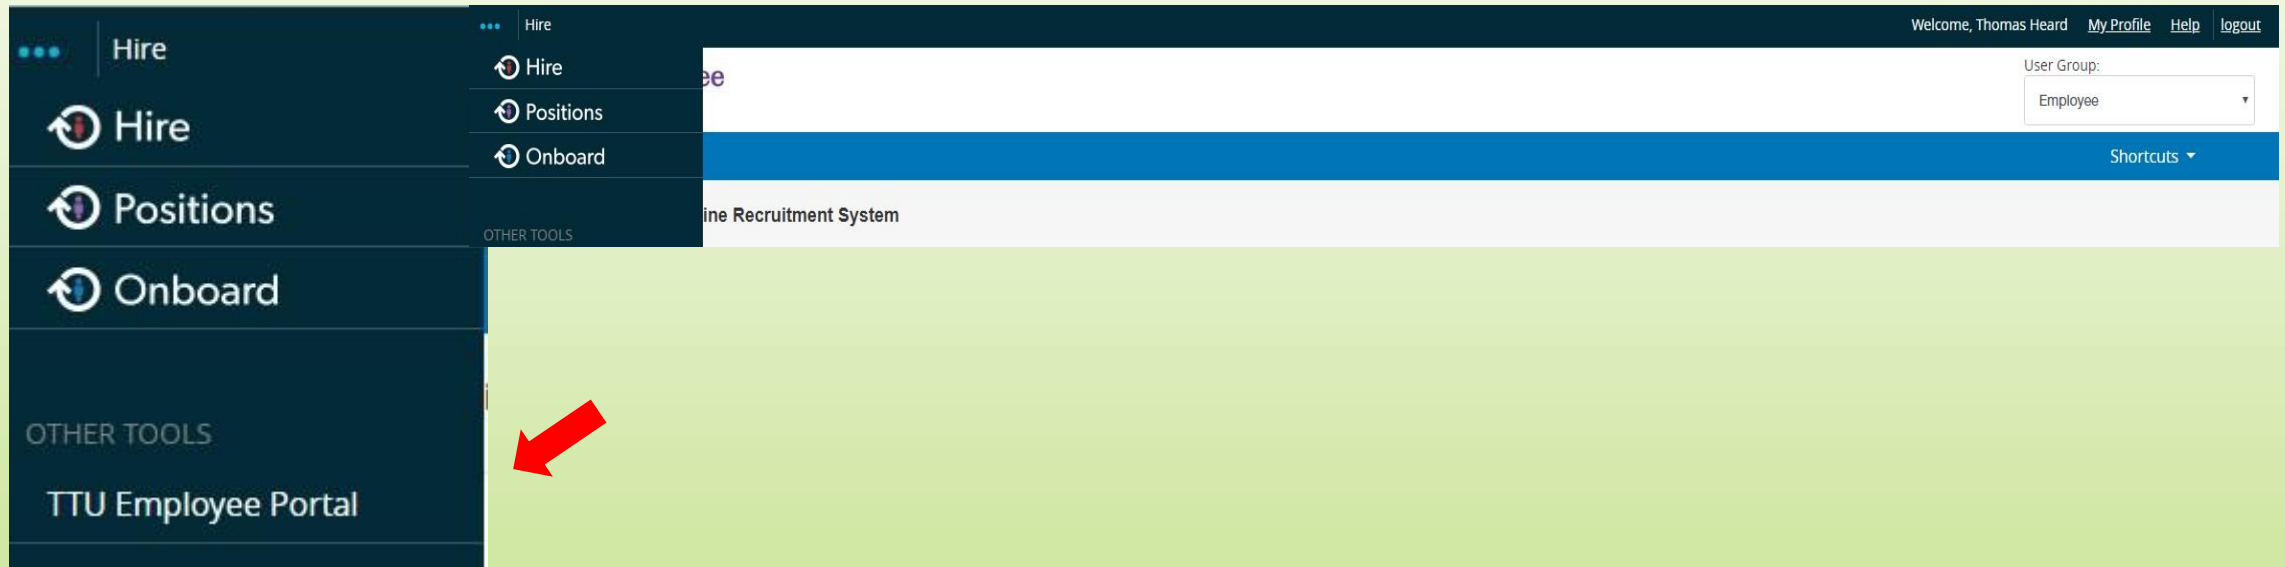 Hire
Hire
Positions
Onboard
OTHER TOOLS
TTU Employee Portal
Hire
Welcome, Thomas Heard My Profile Help logout
Hire
Positions
Onboard
OTHER TOOLS
ee
User Group:
Employee
Shortcuts
ine Recruitment System